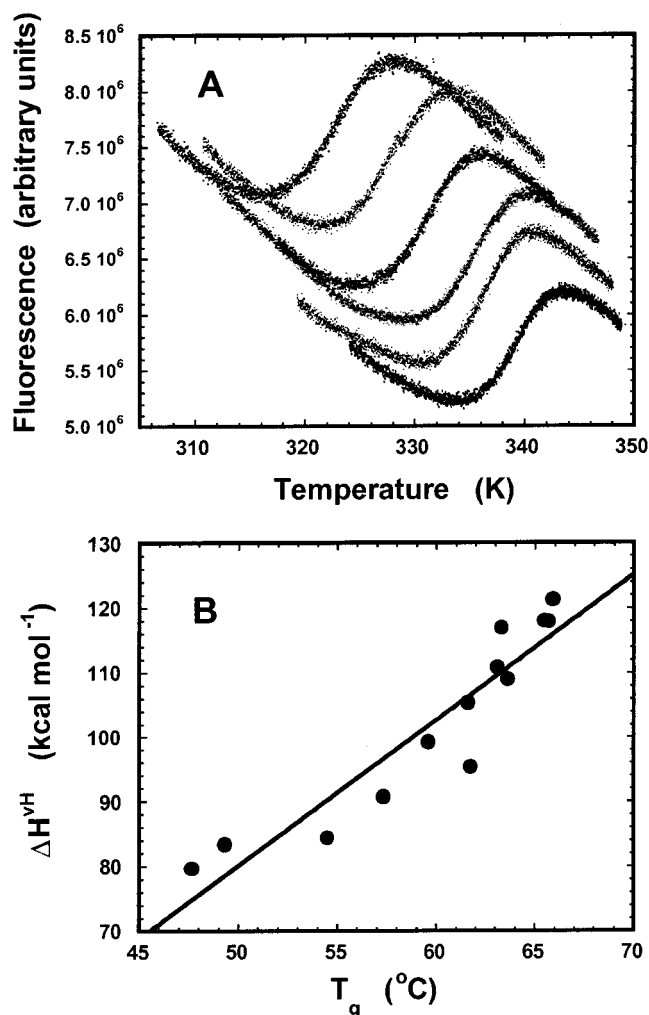 A
Fluorescence (arbitrary units)
8.5 10⁶
8.0 10⁶
7.5 10⁶
7.0 10⁶
6.5 10⁶
6.0 10⁶
5.5 10⁶
5.0 10⁶
310 320 330 340 350
Temperature (K)
B
ΔH^vH (kcal mol⁻¹)
130
120
110
100
90
80
70
45 50 55 60 65 70
T_g (°C)